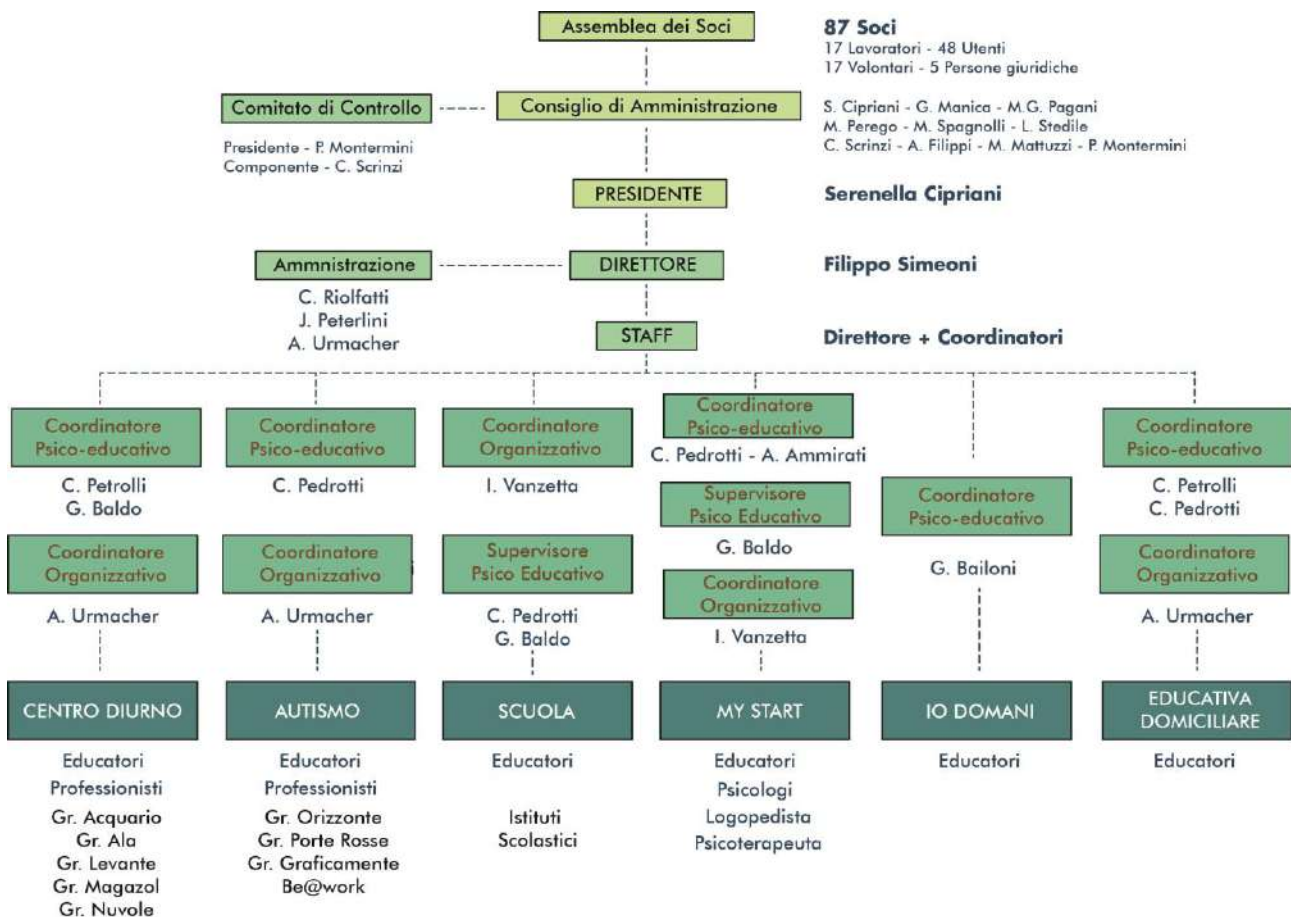 Assemblea dei Soci
87 Soci
17 Lavoratori - 48 Utenti
17 Volontari - 5 Persone giuridiche
Comitato di Controllo
Presidente - P. Montermini
Componente - C. Scrinzi
Consiglio di Amministrazione
S. Cipriani - G. Manica - M.G. Pagani
M. Perego - M. Spagnolli - L. Stedile
C. Scrinzi - A. Filippi - M. Mattuzzi - P. Montermini
PRESIDENTE
Serenella Cipriani
Ammnistrazione
C. Riolfatti
J. Peterlini
A. Urmacher
DIRETTORE
Filippo Simeoni
STAFF
Direttore + Coordinatori
Coordinatore
Psico-educativo
C. Petrolli
G. Baldo
Coordinatore
Organizzativo
A. Urmacher
CENTRO DIURNO
Educatori
Professionisti
Gr. Acquario
Gr. Ala
Gr. Levante
Gr. Magazol
Gr. Nuvole
Coordinatore
Psico-educativo
C. Pedrotti
Coordinatore
Organizzativo
A. Urmacher
AUTISMO
Educatori
Professionisti
Gr. Orizzonte
Gr. Porte Rosse
Gr. Graficamente
Be@work
Coordinatore
Organizzativo
I. Vanzetta
Supervisore
Psico Educativo
C. Pedrotti
G. Baldo
SCUOLA
Educatori
Istituti
Scolastici
Coordinatore
Psico-educativo
C. Pedrotti - A. Ammirati
Supervisore
Psico Educativo
G. Baldo
Coordinatore
Organizzativo
I. Vanzetta
MY START
Educatori
Psicologi
Logopedista
Psicoterapeuta
Coordinatore
Psico-educativo
G. Bailoni
IO DOMANI
Educatori
Coordinatore
Psico-educativo
C. Petrolli
C. Pedrotti
Coordinatore
Organizzativo
A. Urmacher
EDUCATIVA
DOMICILIARE
Educatori